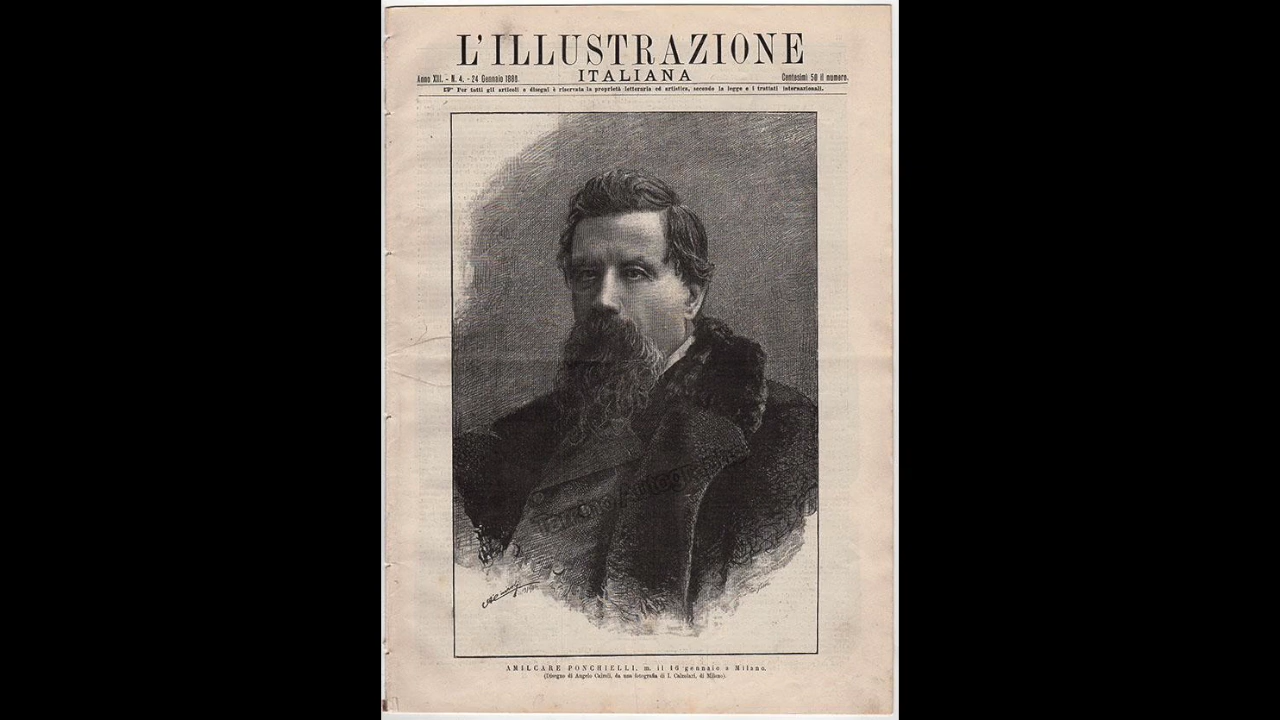 L'ILLUSTRAZIONE
ITALIANA
Anno XII. - N. 4. - 24 Gennaio 1886.
Centesimi 50 il numero.
Per tutti gli articoli e disegni è riservata la proprietà letteraria ed artistica, secondo la legge e i trattati internazionali.
AMILCARE PONCHIELLI, m. il 16 gennaio a Milano.
(Disegno di Angelo Cairoli, da una fotografia di I. Calzolari, di Milano).